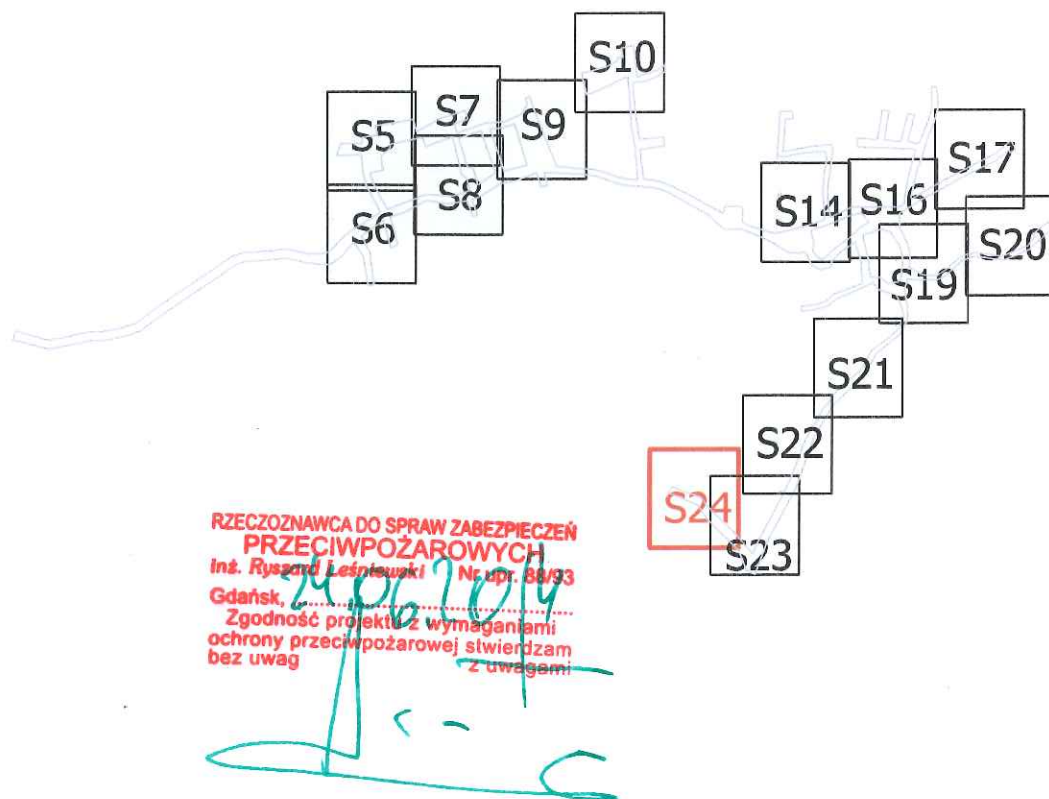 S10
S7
S9
S5
S8
S6
S17
S14
S16
S20
S19
S21
S22
S24
S23
RZECZOZNAWCA DO SPRAW ZABEZPIECZEŃ
PRZECIWPOŻAROWYCH
inż. Ryszard Leśniewski Nr upr. 88/93
Gdańsk, 24.06.2014
Zgodność projektu z wymaganiami
ochrony przeciwpożarowej stwierdzam
bez uwag z uwagami